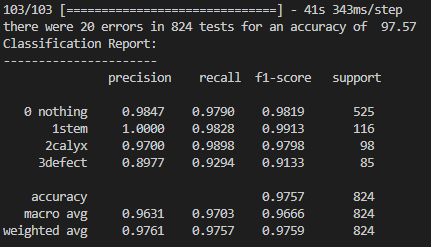 103/103 [==============================] - 41s 343ms/step
there were 20 errors in 824 tests for an accuracy of  97.57
Classification Report:
----------------------
              precision    recall  f1-score   support

   0 nothing     0.9847    0.9790    0.9819       525
       1stem     1.0000    0.9828    0.9913       116
      2calyx     0.9700    0.9898    0.9798        98
     3defect     0.8977    0.9294    0.9133        85

    accuracy                         0.9757       824
   macro avg     0.9631    0.9703    0.9666       824
weighted avg     0.9761    0.9757    0.9759       824